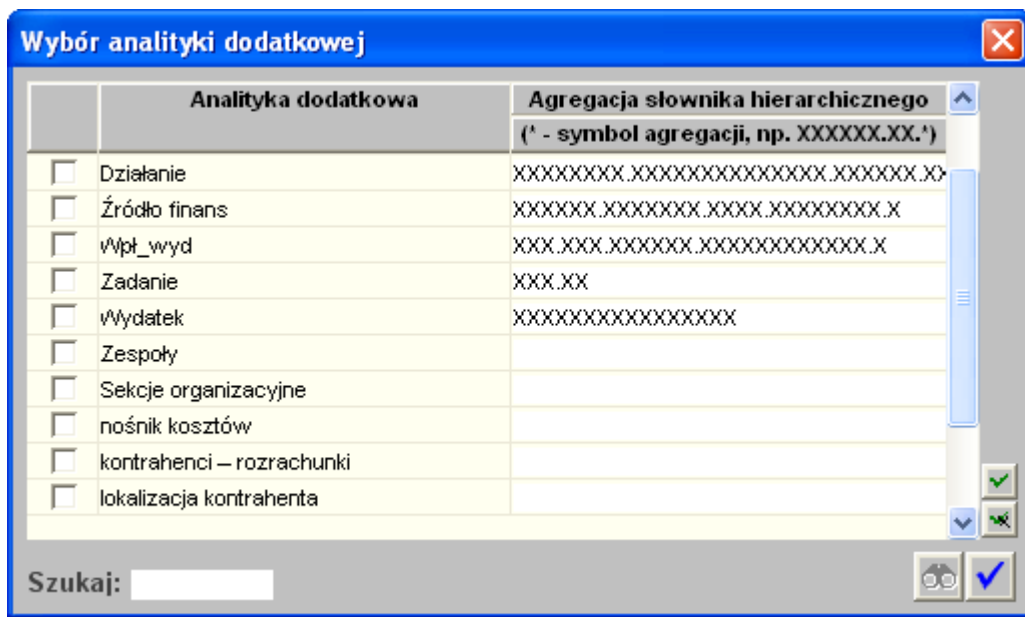 Wybór analityki dodatkowej
Analityka dodatkowa
Agregacja słownika hierarchicznego
(* - symbol agregacji, np. XXXXXX.XX.*)
Działanie XXXXXXXX.XXXXXXXXXXXXX.XXXXXX.XX
Źródło finans XXXXXX.XXXXXXX.XXXX.XXXXXXXX.X
Wpł_wyd XXX.XXX.XXXXXX.XXXXXXXXXXXX.X
Zadanie XXX.XX
Wydatek XXXXXXXXXXXXXXXX
Zespoły
Sekcje organizacyjne
nośnik kosztów
kontrahenci – rozrachunki
lokalizacja kontrahenta
Szukaj: